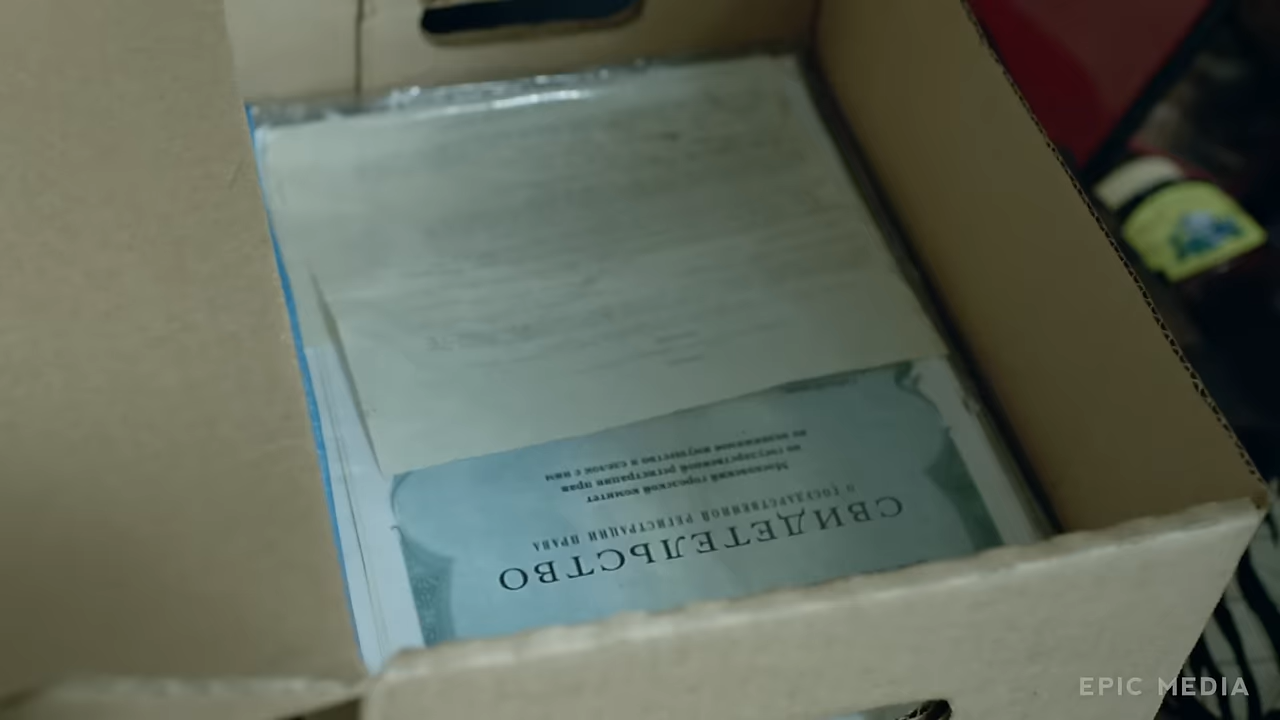 СВИДЕТЕЛЬСТВО
О ГОСУДАРСТВЕННОЙ РЕГИСТРАЦИИ ПРАВА
Московский городской комитет
по государственной регистрации прав
на недвижимое имущество и сделок с ним
EPIC MEDIA